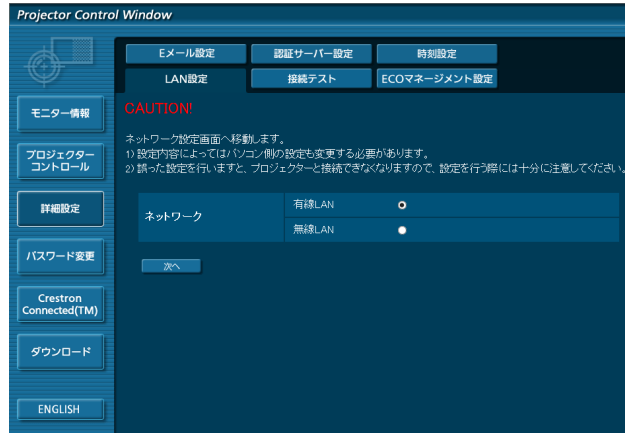 Projector Control Window
Eメール設定 認証サーバー設定 時刻設定
LAN設定 接続テスト ECOマネージメント設定
モニター情報
プロジェクター
コントロール
詳細設定
パスワード変更
Crestron
Connected(TM)
ダウンロード
ENGLISH
CAUTION!
ネットワーク設定画面へ移動します。
1) 設定内容によってはパソコン側の設定も変更する必要があります。
2) 誤った設定を行いますと、プロジェクターと接続できなくなりますので、設定を行う際には十分に注意してください。
ネットワーク
有線LAN
無線LAN
次へ